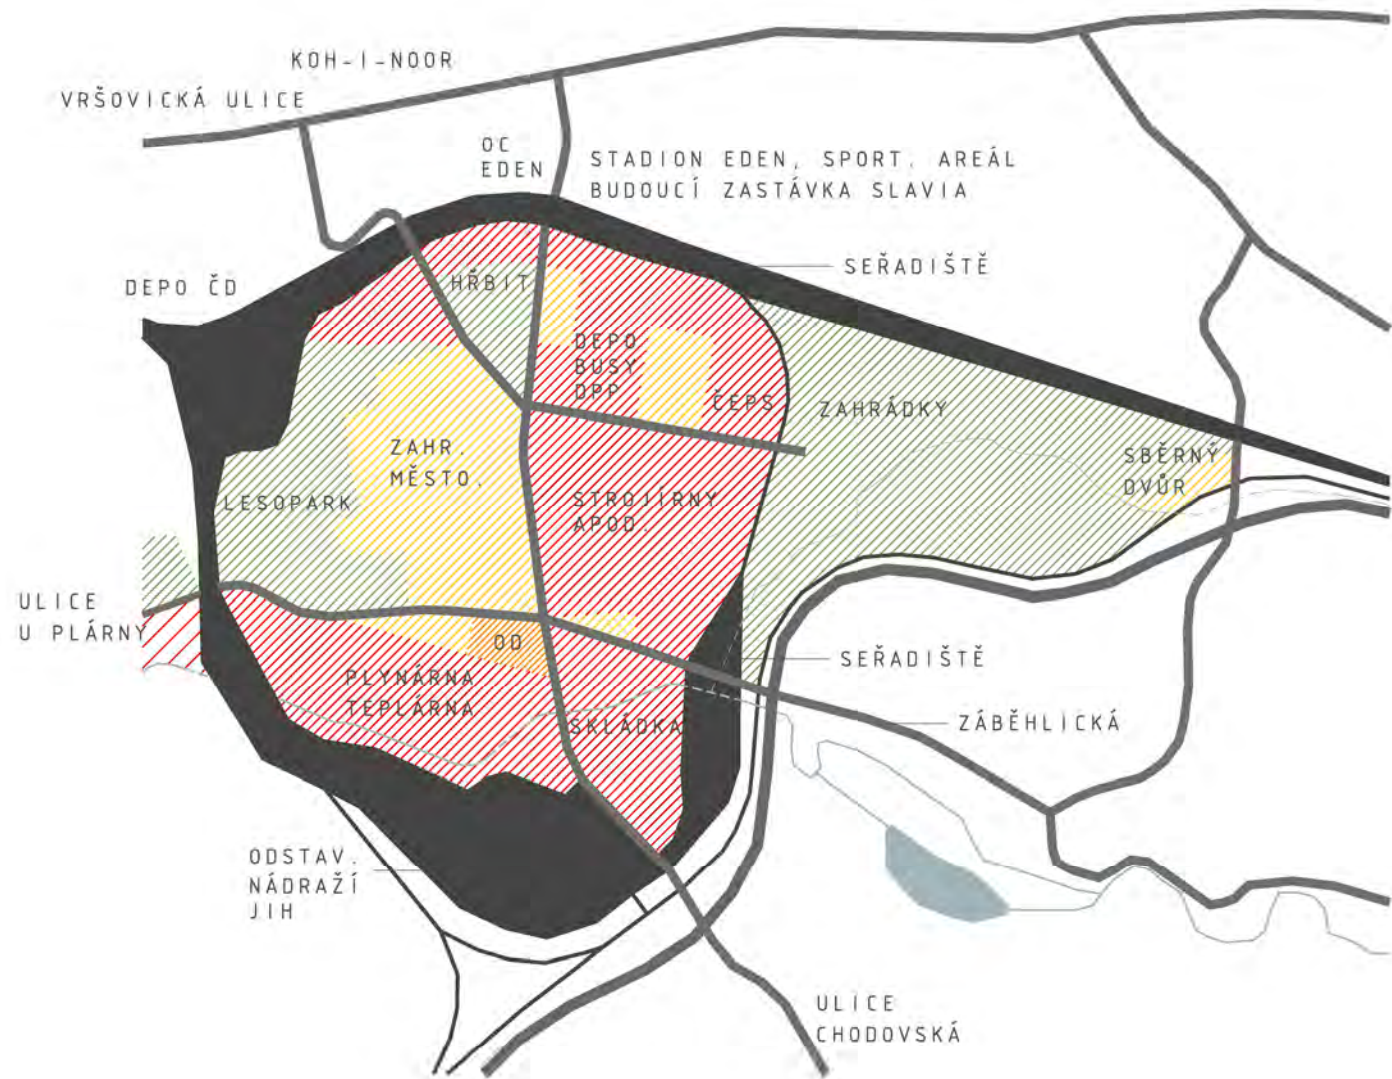 KOH-I-NOOR
VRŠOVICKÁ ULICE
OC
EDEN
STADION EDEN, SPORT. AREÁL
BUDOUCÍ ZASTÁVKA SLAVIA
SEŘADIŠTĚ
DEPO ČD
HŘBIT
DEPO
BUSY
DPP
ČEPS
ZAHRÁDKY
ZAHR.
MĚSTO.
SBĚRNÝ
DVŮR
LESOPARK
STROJÍRNY
APOD.
ULICE
U PLÁRNY
OD
SEŘADIŠTĚ
PLYNÁRNA
TEPLÁRNA
SKLÁDKA
ZÁBĚHLICKÁ
ODSTAV.
NÁDRAŽÍ
JIH
ULICE
CHODOVSKÁ